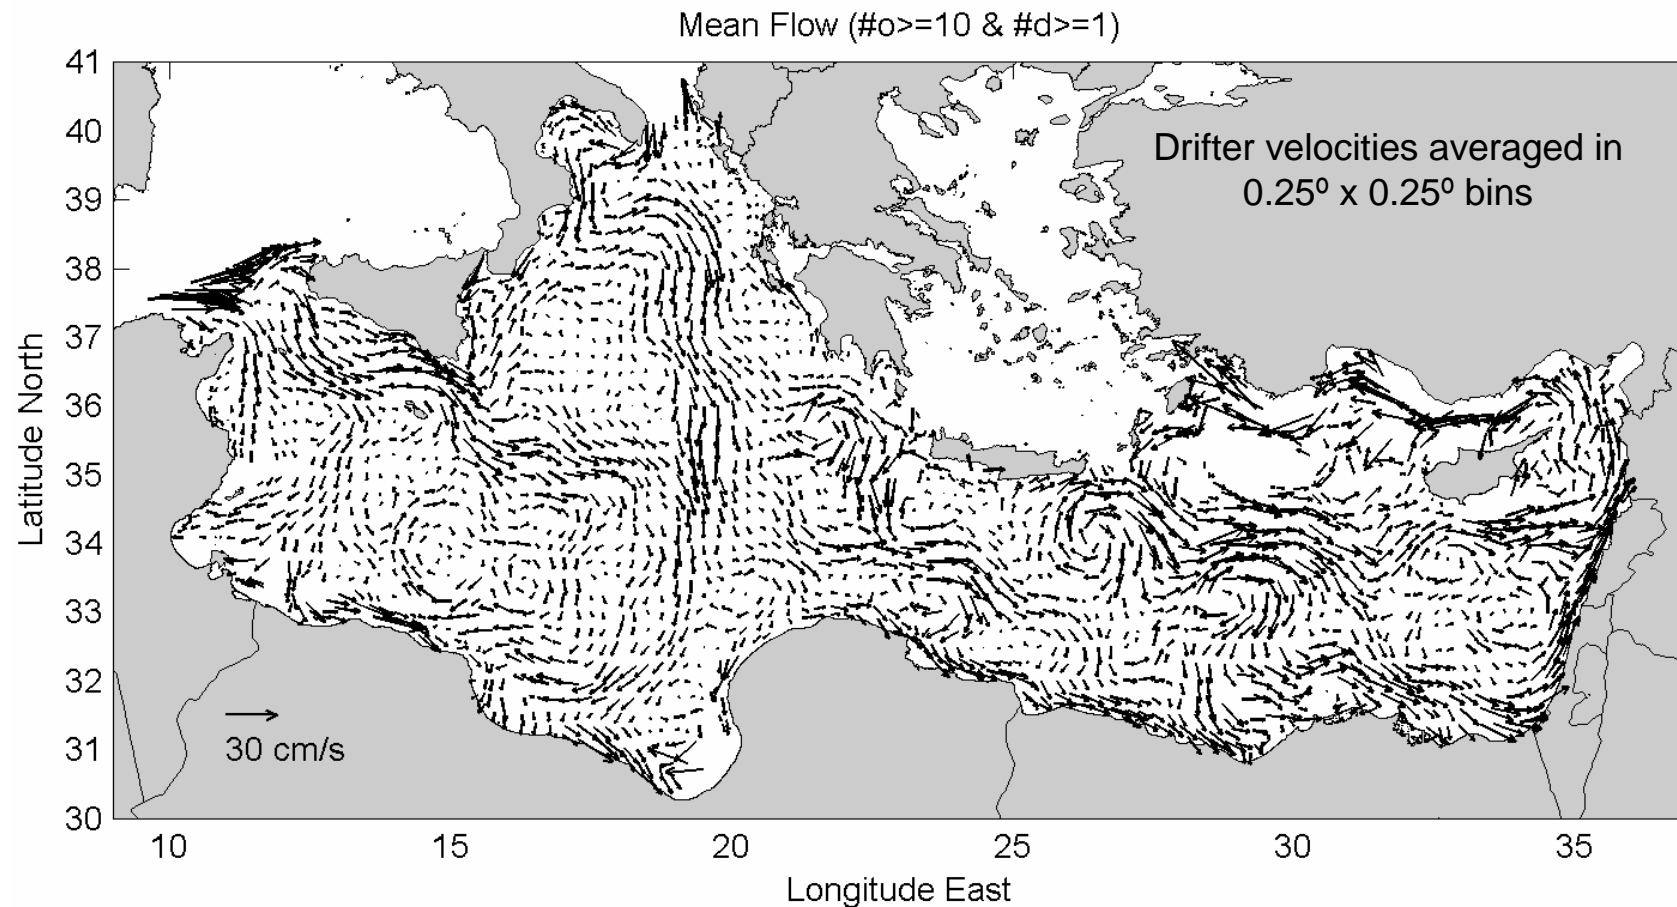 Mean Flow (#o>=10 & #d>=1)
41
40
39
38
37
36
35
34
33
32
31
30
Latitude North
Drifter velocities averaged in
0.25º x 0.25º bins
30 cm/s
10 15 20 25 30 35
Longitude East